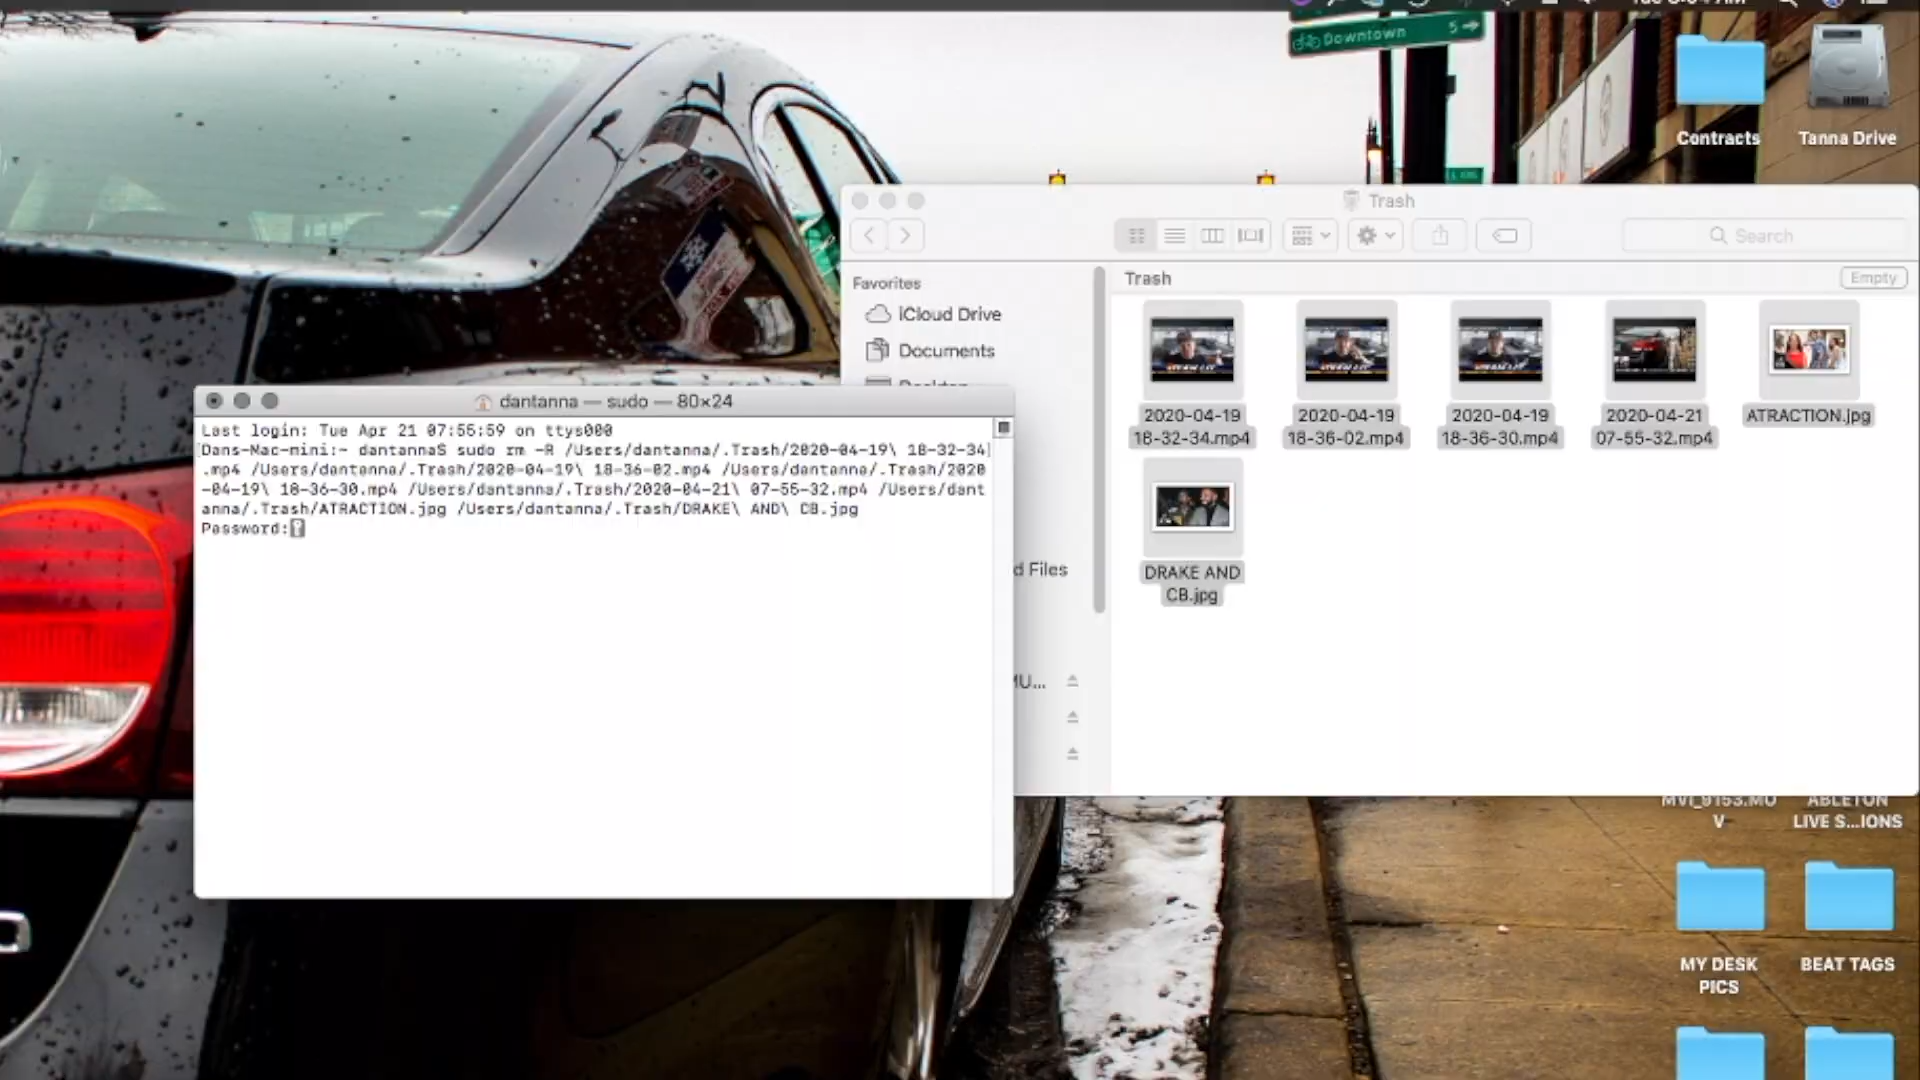 Downtown 5
Contracts
Tanna Drive
Trash
Search
Favorites
iCloud Drive
Documents
Desktop
d Files
MU...
Trash
Empty
2020-04-19
18-32-34.mp4
2020-04-19
18-36-02.mp4
2020-04-19
18-36-30.mp4
2020-04-21
07-55-32.mp4
ATRACTION.jpg
DRAKE AND
CB.jpg
dantanna — sudo — 80×24
Last login: Tue Apr 21 07:55:59 on ttys000
[Dans-Mac-mini:~ dantanna$ sudo rm -R /Users/dantanna/.Trash/2020-04-19\ 18-32-34]
.mp4 /Users/dantanna/.Trash/2020-04-19\ 18-36-02.mp4 /Users/dantanna/.Trash/2020
-04-19\ 18-36-30.mp4 /Users/dantanna/.Trash/2020-04-21\ 07-55-32.mp4 /Users/dant
anna/.Trash/ATRACTION.jpg /Users/dantanna/.Trash/DRAKE\ AND\ CB.jpg
Password:
MVI_9153.MO
V
ABLETON
LIVE S...IONS
MY DESK
PICS
BEAT TAGS